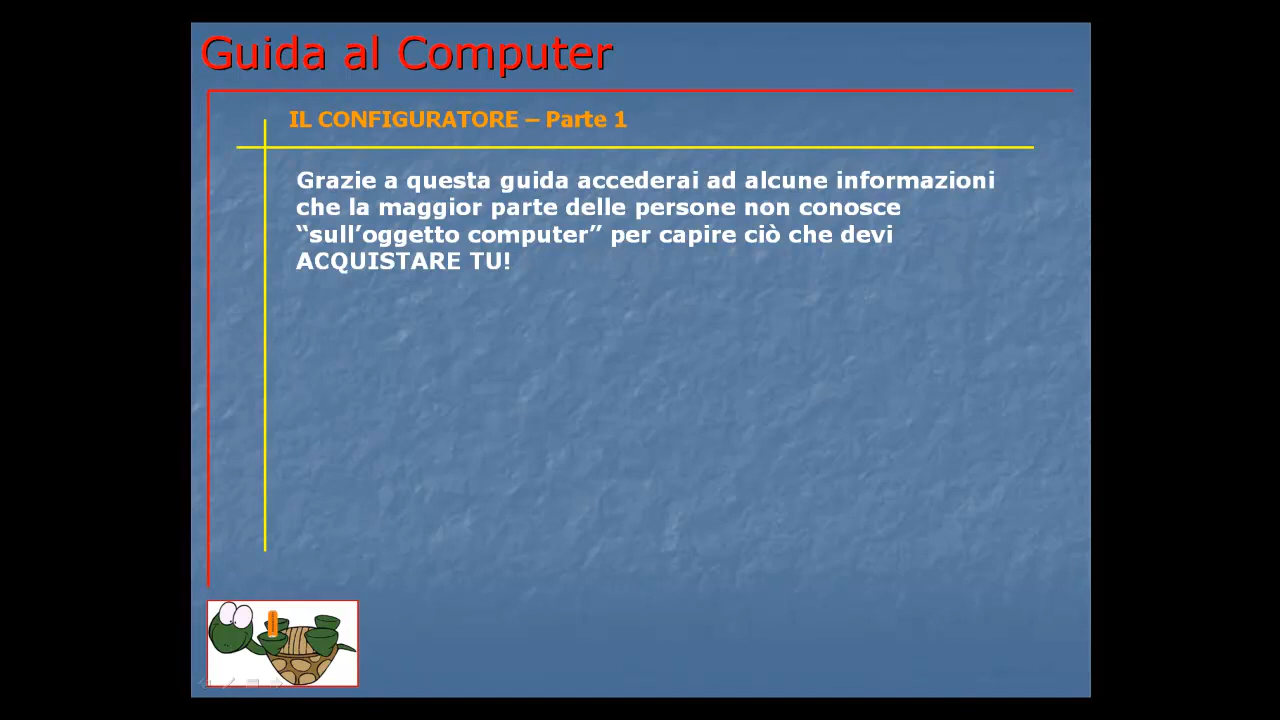 Guida al Computer
IL CONFIGURATORE – Parte 1
Grazie a questa guida accederai ad alcune informazioni
che la maggior parte delle persone non conosce
“sull’oggetto computer” per capire ciò che devi
ACQUISTARE TU!